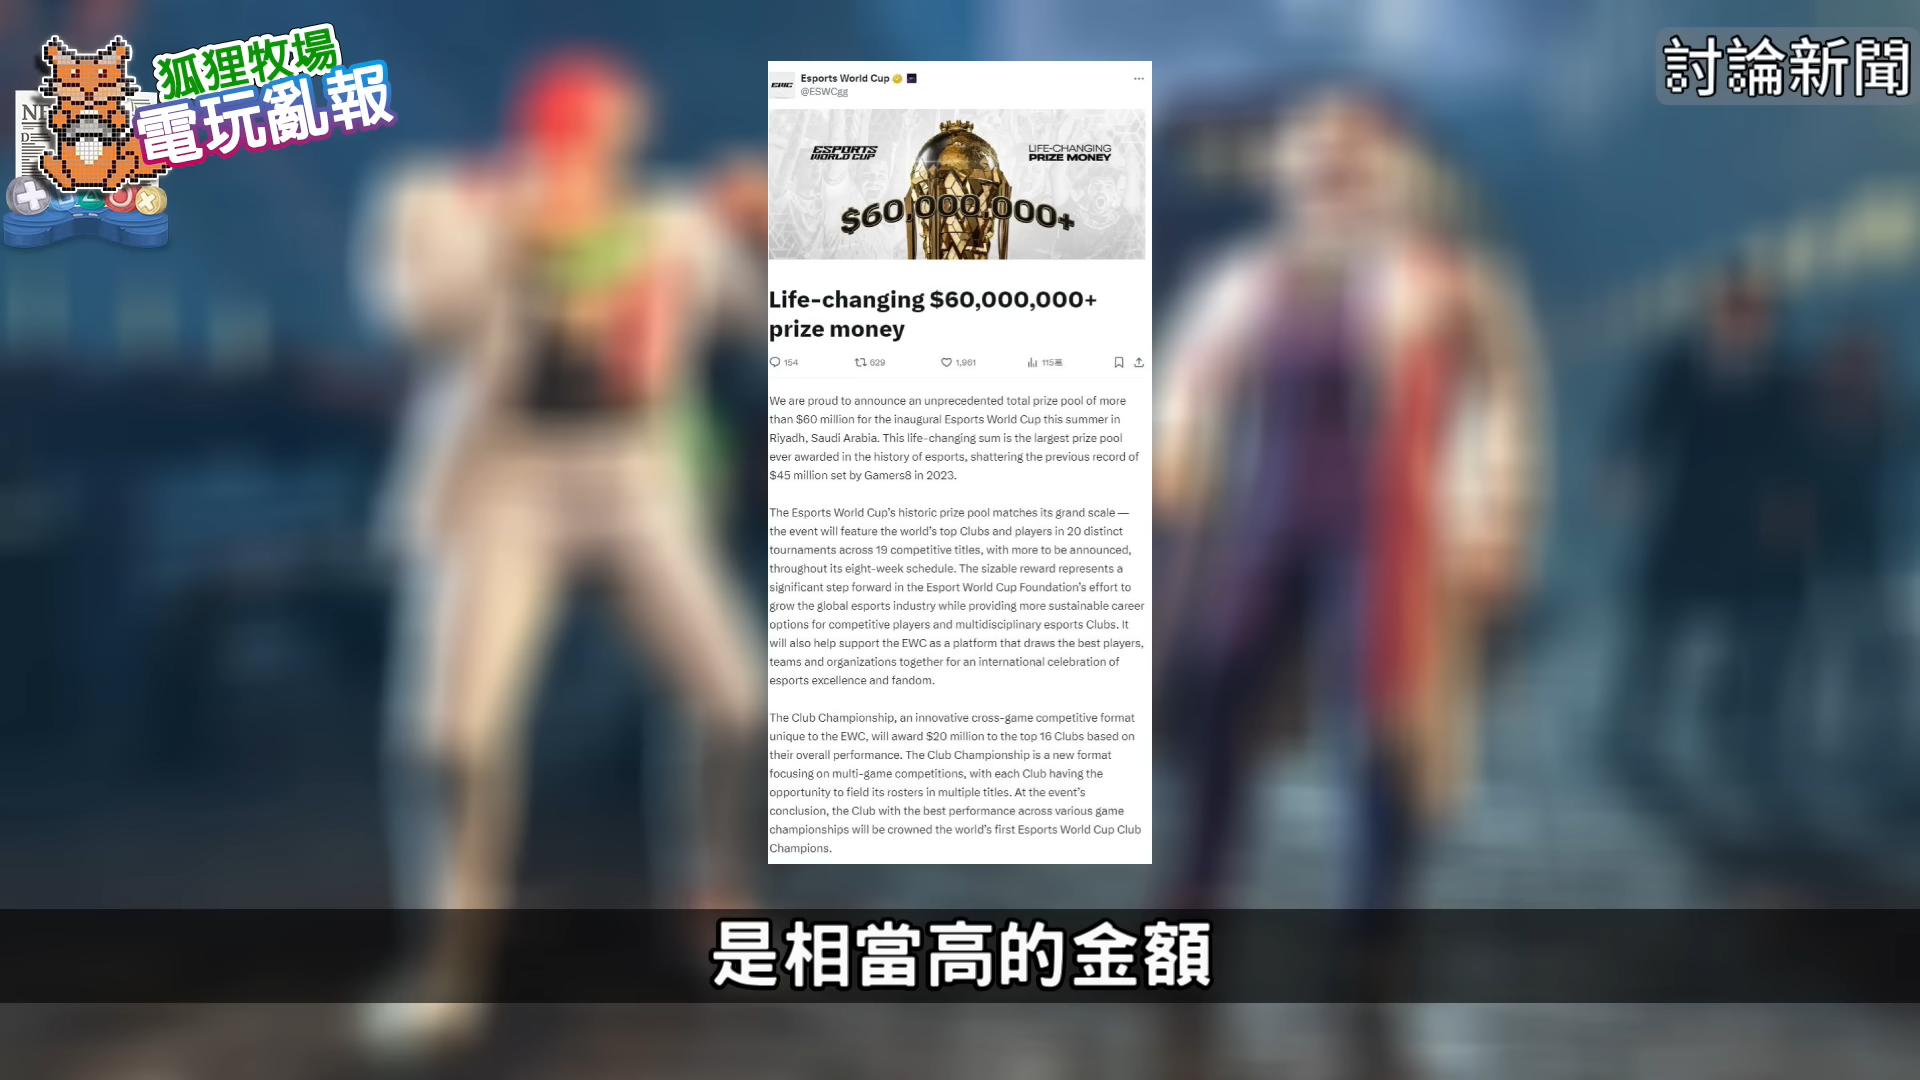 狐狸牧場
電玩亂報
討論新聞
Esports World Cup
@ESWCgg
EWC
ESPORTS
WORLD CUP
LIFE-CHANGING
PRIZE MONEY
$60,000,000+
Life-changing $60,000,000+
prize money
154
629
1,961
115萬
We are proud to announce an unprecedented total prize pool of more
than $60 million for the inaugural Esports World Cup this summer in
Riyadh, Saudi Arabia. This life-changing sum is the largest prize pool
ever awarded in the history of esports, shattering the previous record of
$45 million set by Gamers8 in 2023.
The Esports World Cup's historic prize pool matches its grand scale —
the event will feature the world's top Clubs and players in 20 distinct
tournaments across 19 competitive titles, with more to be announced,
throughout its eight-week schedule. The sizable reward represents a
significant step forward in the Esport World Cup Foundation's effort to
grow the global esports industry while providing more sustainable career
options for competitive players and multidisciplinary esports Clubs. It
will also help support the EWC as a platform that draws the best players,
teams and organizations together for an international celebration of
esports excellence and fandom.
The Club Championship, an innovative cross-game competitive format
unique to the EWC, will award $20 million to the top 16 Clubs based on
their overall performance. The Club Championship is a new format
focusing on multi-game competitions, with each Club having the
opportunity to field its rosters in multiple titles. At the event's
conclusion, the Club with the best performance across various game
championships will be crowned the world's first Esports World Cup Club
Champions.
是相當高的金額